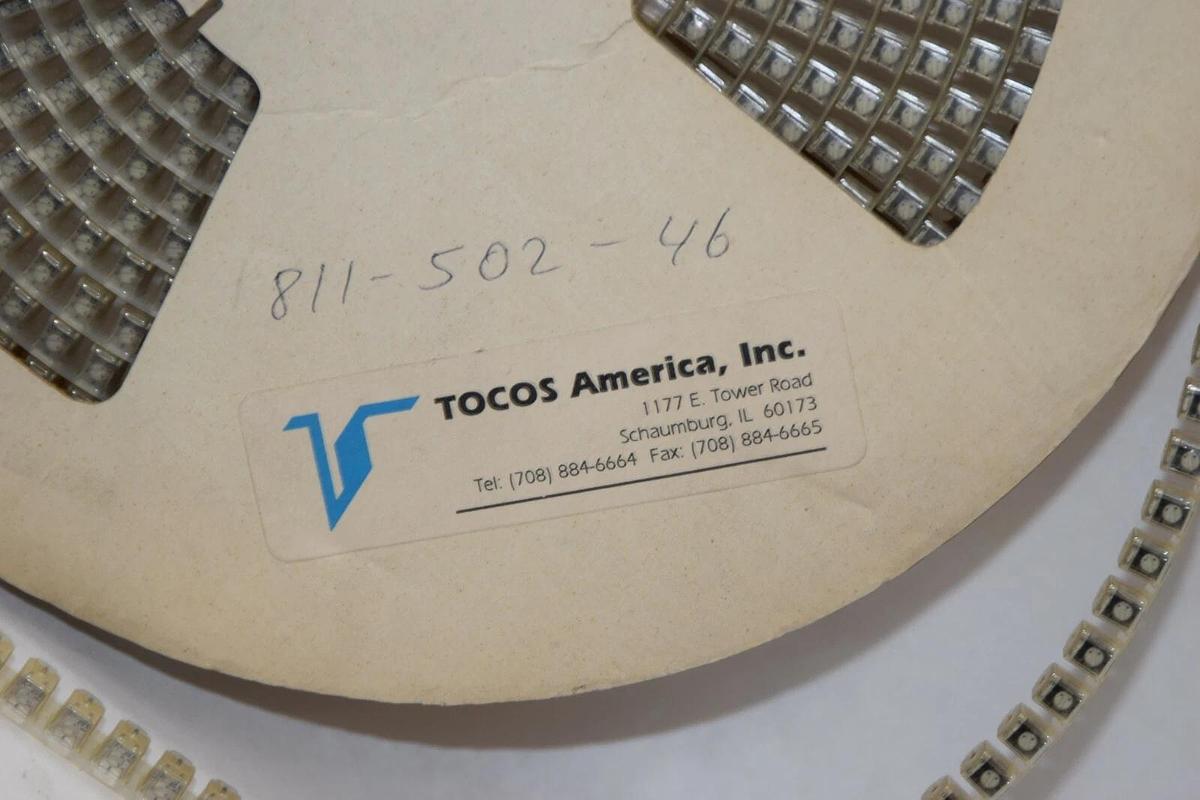 811-502-46
TOCOS America, Inc.
1177 E. Tower Road
Schaumburg, IL 60173
Tel: (708) 884-6664 Fax: (708) 884-6665